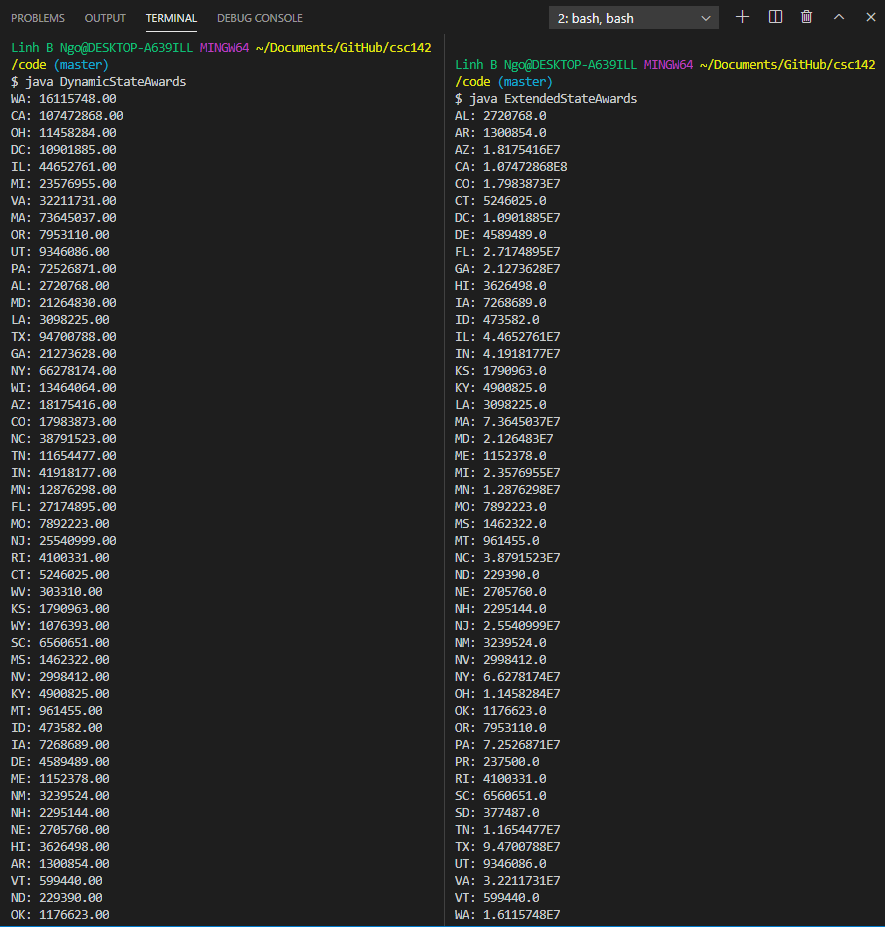 PROBLEMS OUTPUT TERMINAL DEBUG CONSOLE 2: bash, bash
Linh B Ngo@DESKTOP-A639ILL MINGW64 ~/Documents/GitHub/csc142
/code (master)
$ java DynamicStateAwards
WA: 16115748.00
CA: 107472868.00
OH: 11458284.00
DC: 10901885.00
IL: 44652761.00
MI: 23576955.00
VA: 32211731.00
MA: 73645037.00
OR: 7953110.00
UT: 9346086.00
PA: 72526871.00
AL: 2720768.00
MD: 21264830.00
LA: 3098225.00
TX: 94700788.00
GA: 21273628.00
NY: 66278174.00
WI: 13464064.00
AZ: 18175416.00
CO: 17983873.00
NC: 38791523.00
TN: 11654477.00
IN: 41918177.00
MN: 12876298.00
FL: 27174895.00
MO: 7892223.00
NJ: 25540999.00
RI: 4100331.00
CT: 5246025.00
WV: 303310.00
KS: 1790963.00
WY: 1076393.00
SC: 6560651.00
MS: 1462322.00
NV: 2998412.00
KY: 4900825.00
MT: 961455.00
ID: 473582.00
IA: 7268689.00
DE: 4589489.00
ME: 1152378.00
NM: 3239524.00
NH: 2295144.00
NE: 2705760.00
HI: 3626498.00
AR: 1300854.00
VT: 599440.00
ND: 229390.00
OK: 1176623.00
Linh B Ngo@DESKTOP-A639ILL MINGW64 ~/Documents/GitHub/csc142
/code (master)
$ java ExtendedStateAwards
AL: 2720768.0
AR: 1300854.0
AZ: 1.8175416E7
CA: 1.07472868E8
CO: 1.7983873E7
CT: 5246025.0
DC: 1.0901885E7
DE: 4589489.0
FL: 2.7174895E7
GA: 2.1273628E7
HI: 3626498.0
IA: 7268689.0
ID: 473582.0
IL: 4.4652761E7
IN: 4.1918177E7
KS: 1790963.0
KY: 4900825.0
LA: 3098225.0
MA: 7.3645037E7
MD: 2.126483E7
ME: 1152378.0
MI: 2.3576955E7
MN: 1.2876298E7
MO: 7892223.0
MS: 1462322.0
MT: 961455.0
NC: 3.8791523E7
ND: 229390.0
NE: 2705760.0
NH: 2295144.0
NJ: 2.5540999E7
NM: 3239524.0
NV: 2998412.0
NY: 6.6278174E7
OH: 1.1458284E7
OK: 1176623.0
OR: 7953110.0
PA: 7.2526871E7
PR: 237500.0
RI: 4100331.0
SC: 6560651.0
SD: 377487.0
TN: 1.1654477E7
TX: 9.4700788E7
UT: 9346086.0
VA: 3.2211731E7
VT: 599440.0
WA: 1.6115748E7